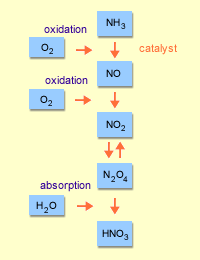 NH₃
oxidation
O₂
catalyst
NO
oxidation
O₂
NO₂
N₂O₄
absorption
H₂O
HNO₃